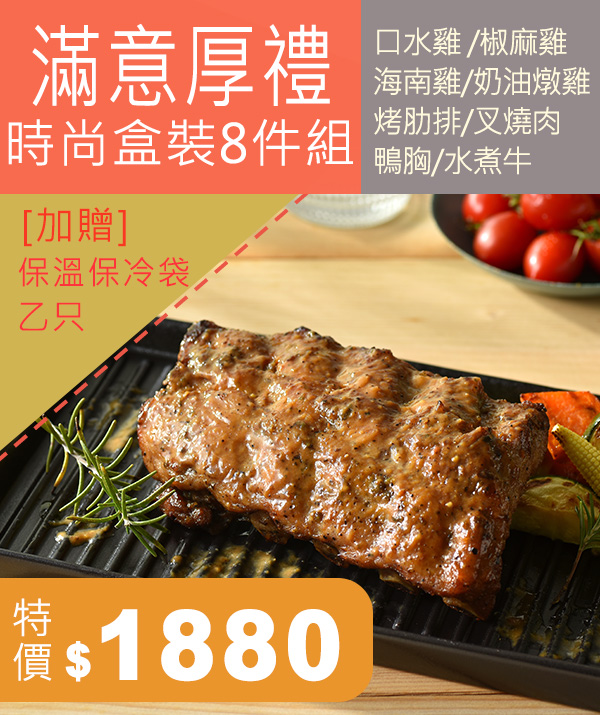 滿意厚禮
時尚盒裝8件組
口水雞/椒麻雞
海南雞/奶油燉雞
烤肋排/叉燒肉
鴨胸/水煮牛
[加贈]
保溫保冷袋
乙只
特價$1880